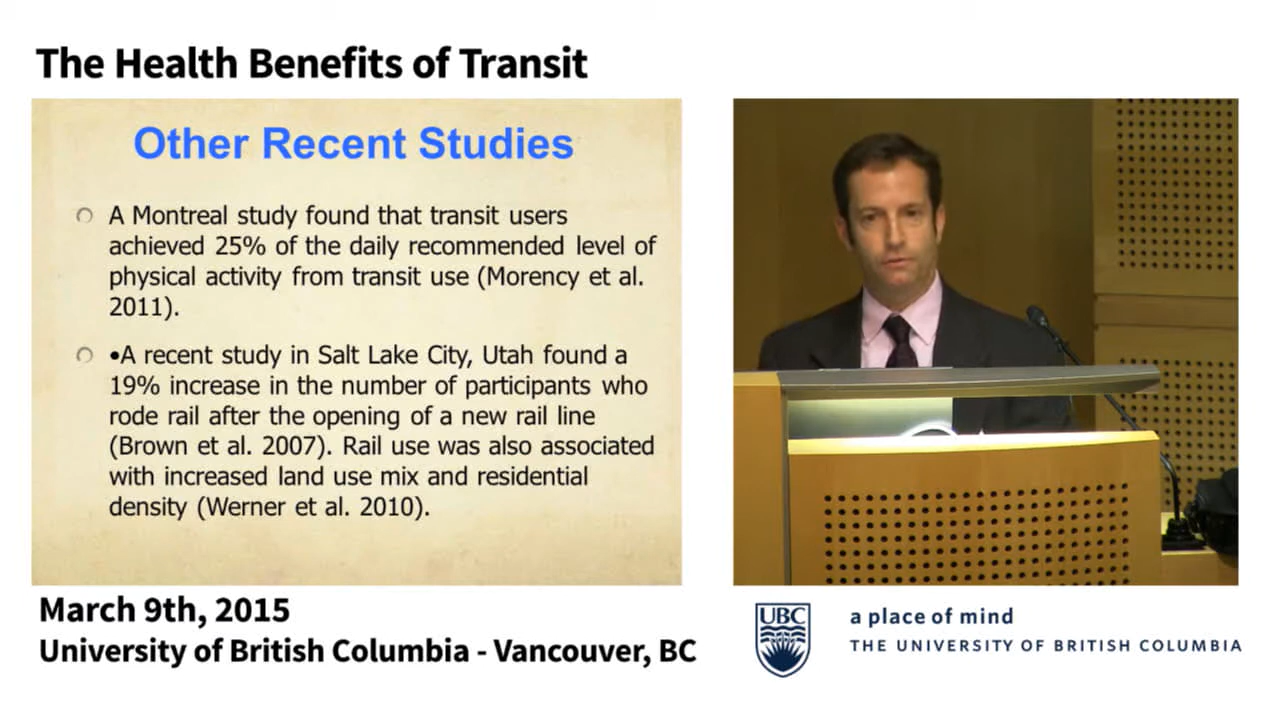 The Health Benefits of Transit
Other Recent Studies
A Montreal study found that transit users
achieved 25% of the daily recommended level of
physical activity from transit use (Morency et al.
2011).
•A recent study in Salt Lake City, Utah found a
19% increase in the number of participants who
rode rail after the opening of a new rail line
(Brown et al. 2007). Rail use was also associated
with increased land use mix and residential
density (Werner et al. 2010).
March 9th, 2015
University of British Columbia - Vancouver, BC
UBC
a place of mind
THE UNIVERSITY OF BRITISH COLUMBIA